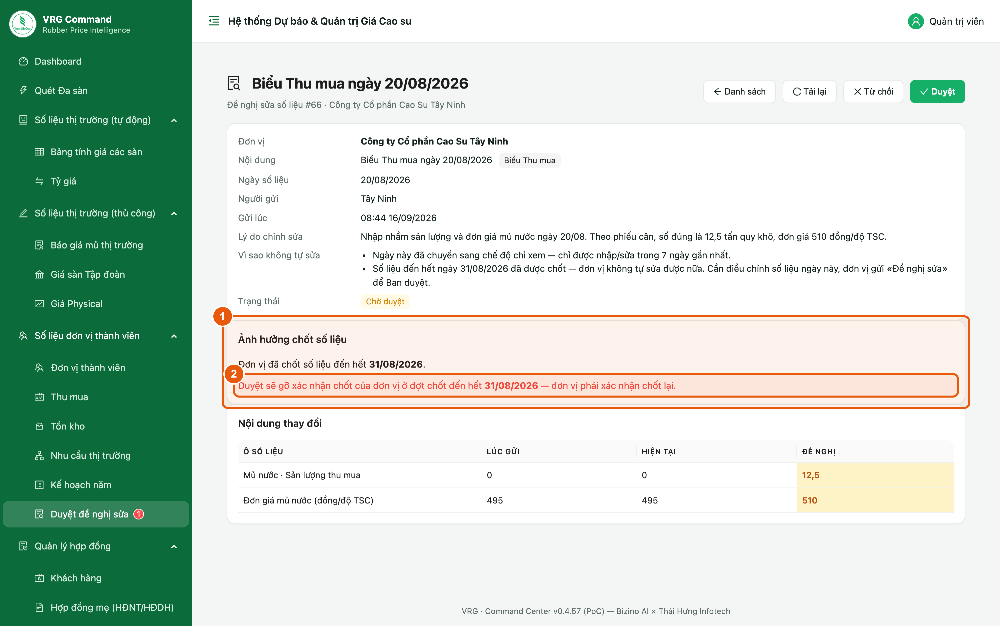 VRG Command
Rubber Price Intelligence
Dashboard
Quét Đa sàn
Số liệu thị trường (tự động)
Bảng tính giá các sàn
Tỷ giá
Số liệu thị trường (thủ công)
Báo giá mủ thị trường
Giá sàn Tập đoàn
Giá Physical
Số liệu đơn vị thành viên
Đơn vị thành viên
Thu mua
Tồn kho
Nhu cầu thị trường
Kế hoạch năm
Duyệt đề nghị sửa 1
Quản lý hợp đồng
Khách hàng
Hợp đồng mẹ (HĐNT/HĐDH)
Hệ thống Dự báo & Quản trị Giá Cao su
Quản trị viên
Biểu Thu mua ngày 20/08/2026
Đề nghị sửa số liệu #66 · Công ty Cổ phần Cao Su Tây Ninh
Danh sách
Tải lại
Từ chối
Duyệt
Đơn vị Công ty Cổ phần Cao Su Tây Ninh
Nội dung Biểu Thu mua ngày 20/08/2026 Biểu Thu mua
Ngày số liệu 20/08/2026
Người gửi Tây Ninh
Gửi lúc 08:44 16/09/2026
Lý do chỉnh sửa Nhập nhầm sản lượng và đơn giá mủ nước ngày 20/08. Theo phiếu cân, số đúng là 12,5 tấn quy khô, đơn giá 510 đồng/độ TSC.
Vì sao không tự sửa • Ngày này đã chuyển sang chế độ chỉ xem — chỉ được nhập/sửa trong 7 ngày gần nhất.
• Số liệu đến hết ngày 31/08/2026 đã được chốt — đơn vị không tự sửa được nữa. Cần điều chỉnh số liệu ngày này, đơn vị gửi «Đề nghị sửa»
để Ban duyệt.
Trạng thái Chờ duyệt
1
Ảnh hưởng chốt số liệu
Đơn vị đã chốt số liệu đến hết 31/08/2026.
2
Duyệt sẽ gỡ xác nhận chốt của đơn vị ở đợt chốt đến hết 31/08/2026 — đơn vị phải xác nhận chốt lại.
Nội dung thay đổi
Ô SỐ LIỆU LÚC GỬI HIỆN TẠI ĐỀ NGHỊ
Mủ nước · Sản lượng thu mua 0 0 12,5
Đơn giá mủ nước (đồng/độ TSC) 495 495 510
VRG · Command Center v0.4.57 (PoC) — Bizino AI × Thái Hưng Infotech